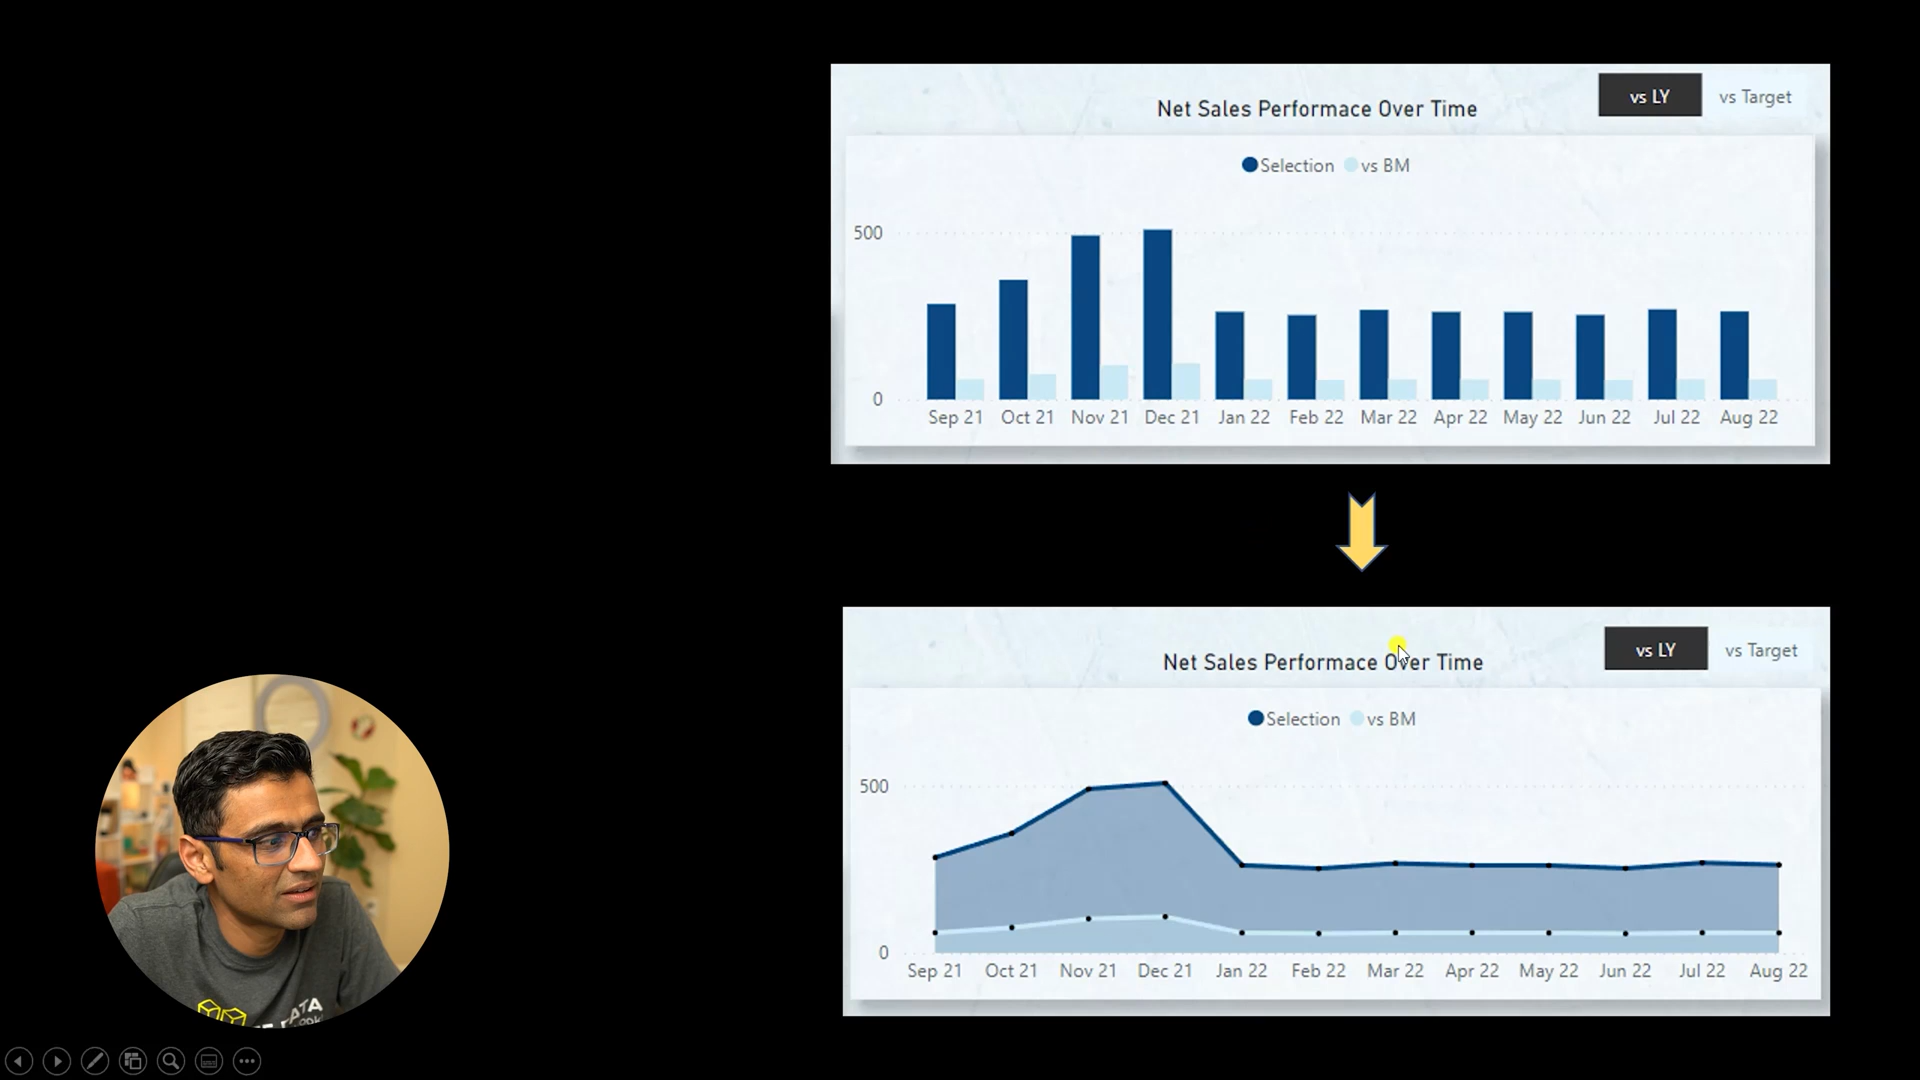 vs LY vs Target
Net Sales Performace Over Time
Selection vs BM
500
0
Sep 21 Oct 21 Nov 21 Dec 21 Jan 22 Feb 22 Mar 22 Apr 22 May 22 Jun 22 Jul 22 Aug 22
vs LY vs Target
Net Sales Performace Over Time
Selection vs BM
500
0
Sep 21 Oct 21 Nov 21 Dec 21 Jan 22 Feb 22 Mar 22 Apr 22 May 22 Jun 22 Jul 22 Aug 22